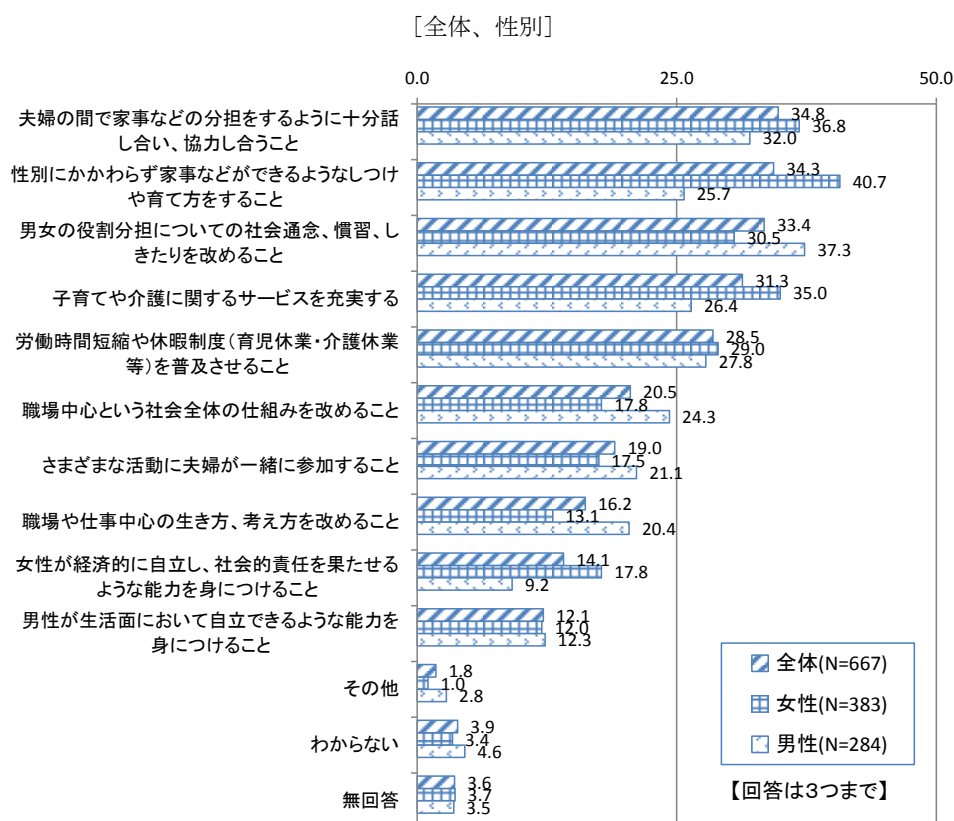 ［全体、性別］
0.0 25.0 50.0
夫婦の間で家事などの分担をするように十分話
し合い、協力し合うこと
34.8
36.8
32.0
性別にかかわらず家事などができるようなしつけ
や育て方をすること
34.3
40.7
25.7
男女の役割分担についての社会通念、慣習、し
きたりを改めること
33.4
30.5
37.3
子育てや介護に関するサービスを充実する
31.3
35.0
26.4
労働時間短縮や休暇制度（育児休業・介護休業
等）を普及させること
28.5
29.0
27.8
職場中心という社会全体の仕組みを改めること
20.5
17.8
24.3
さまざまな活動に夫婦が一緒に参加すること
19.0
17.5
21.1
職場や仕事中心の生き方、考え方を改めること
16.2
13.1
20.4
女性が経済的に自立し、社会的責任を果たせる
ような能力を身につけること
14.1
17.8
9.2
男性が生活面において自立できるような能力を
身につけること
12.1
12.0
12.3
その他
1.8
1.0
2.8
わからない
3.9
3.4
4.6
無回答
3.6
3.7
3.5
全体(N=667)
女性(N=383)
男性(N=284)
【回答は３つまで】